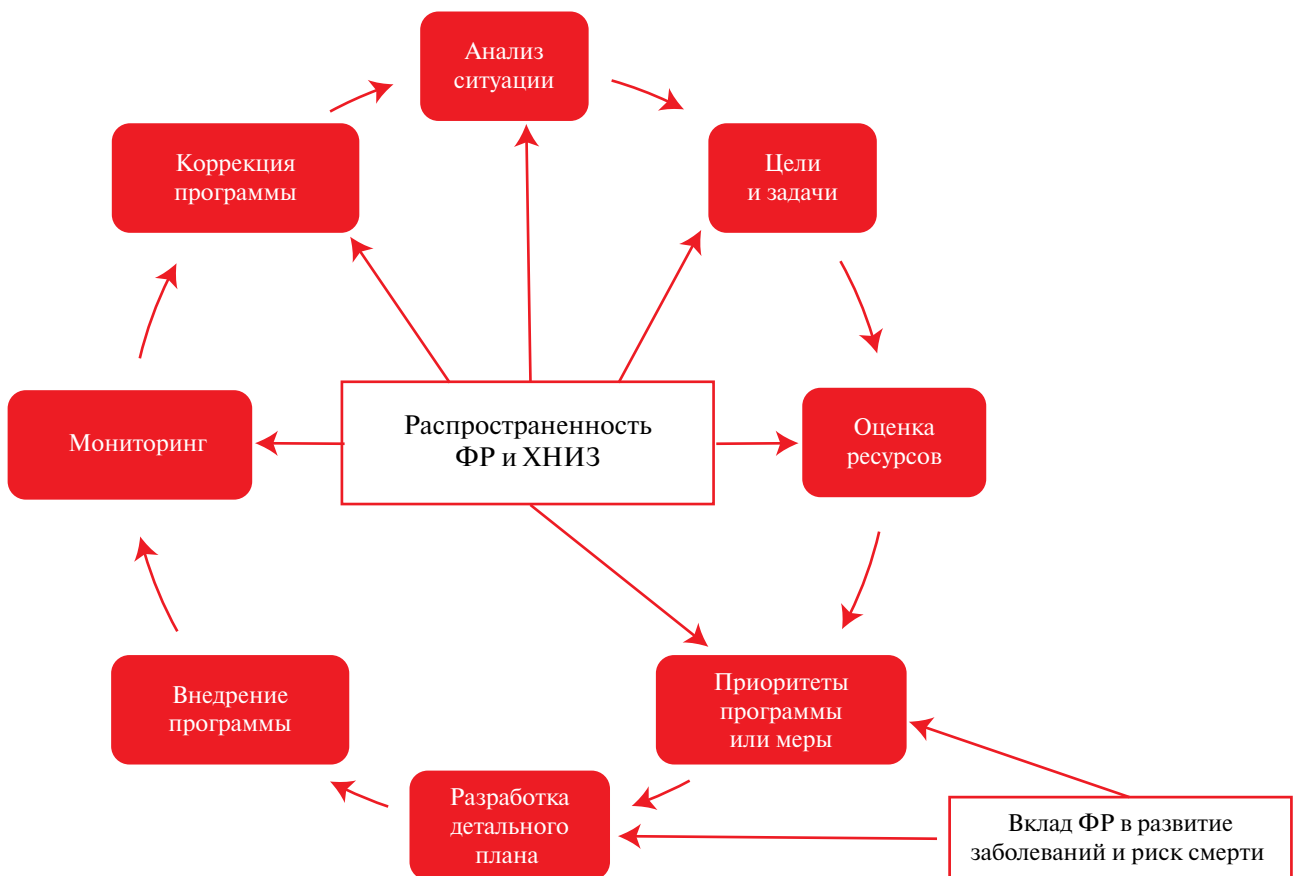 Анализ
ситуации
Коррекция
программы
Цели
и задачи
Распространенность
ФР и ХНИЗ
Мониторинг
Оценка
ресурсов
Внедрение
программы
Приоритеты
программы
или меры
Разработка
детального
плана
Вклад ФР в развитие
заболеваний и риск смерти